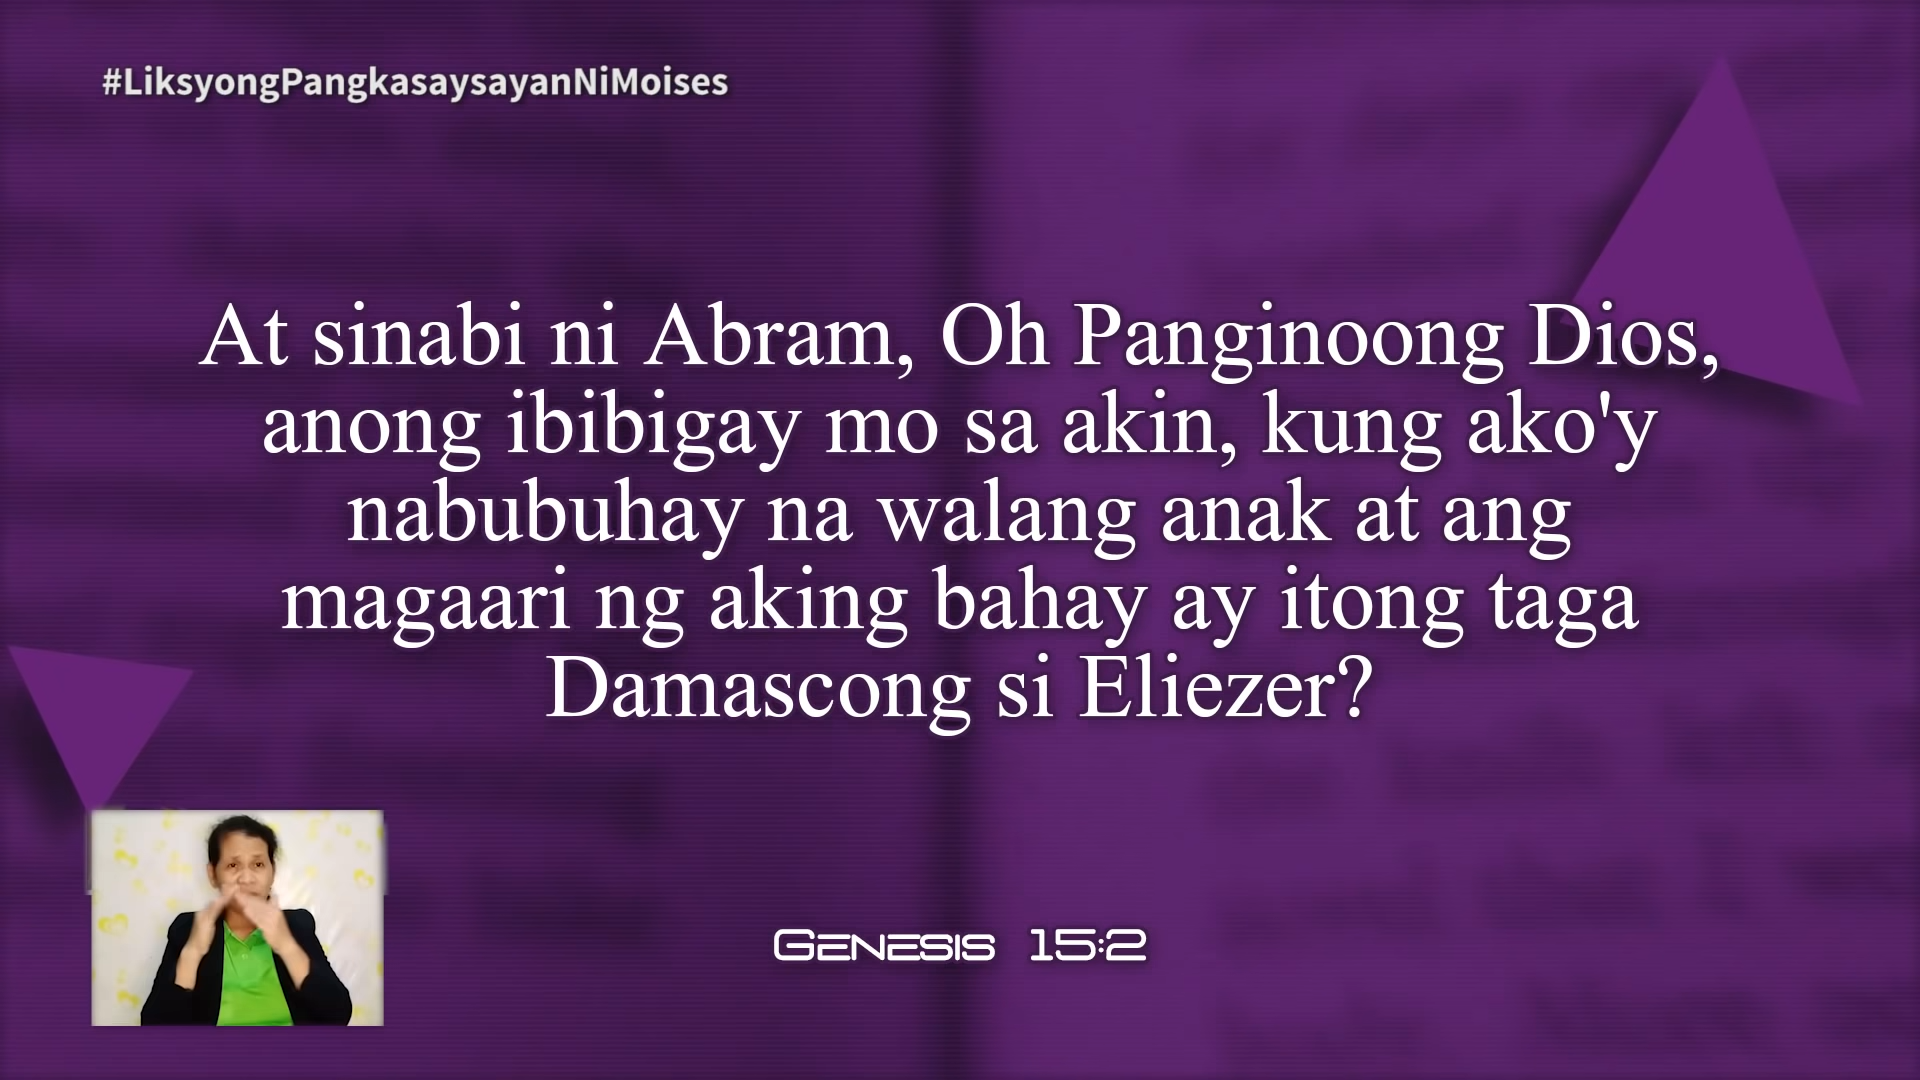 #LiksyongPangkasaysayanNiMoises
At sinabi ni Abram, Oh Panginoong Dios,
anong ibibigay mo sa akin, kung ako'y
nabubuhay na walang anak at ang
magaari ng aking bahay ay itong taga
Damascong si Eliezer?
Genesis 15:2